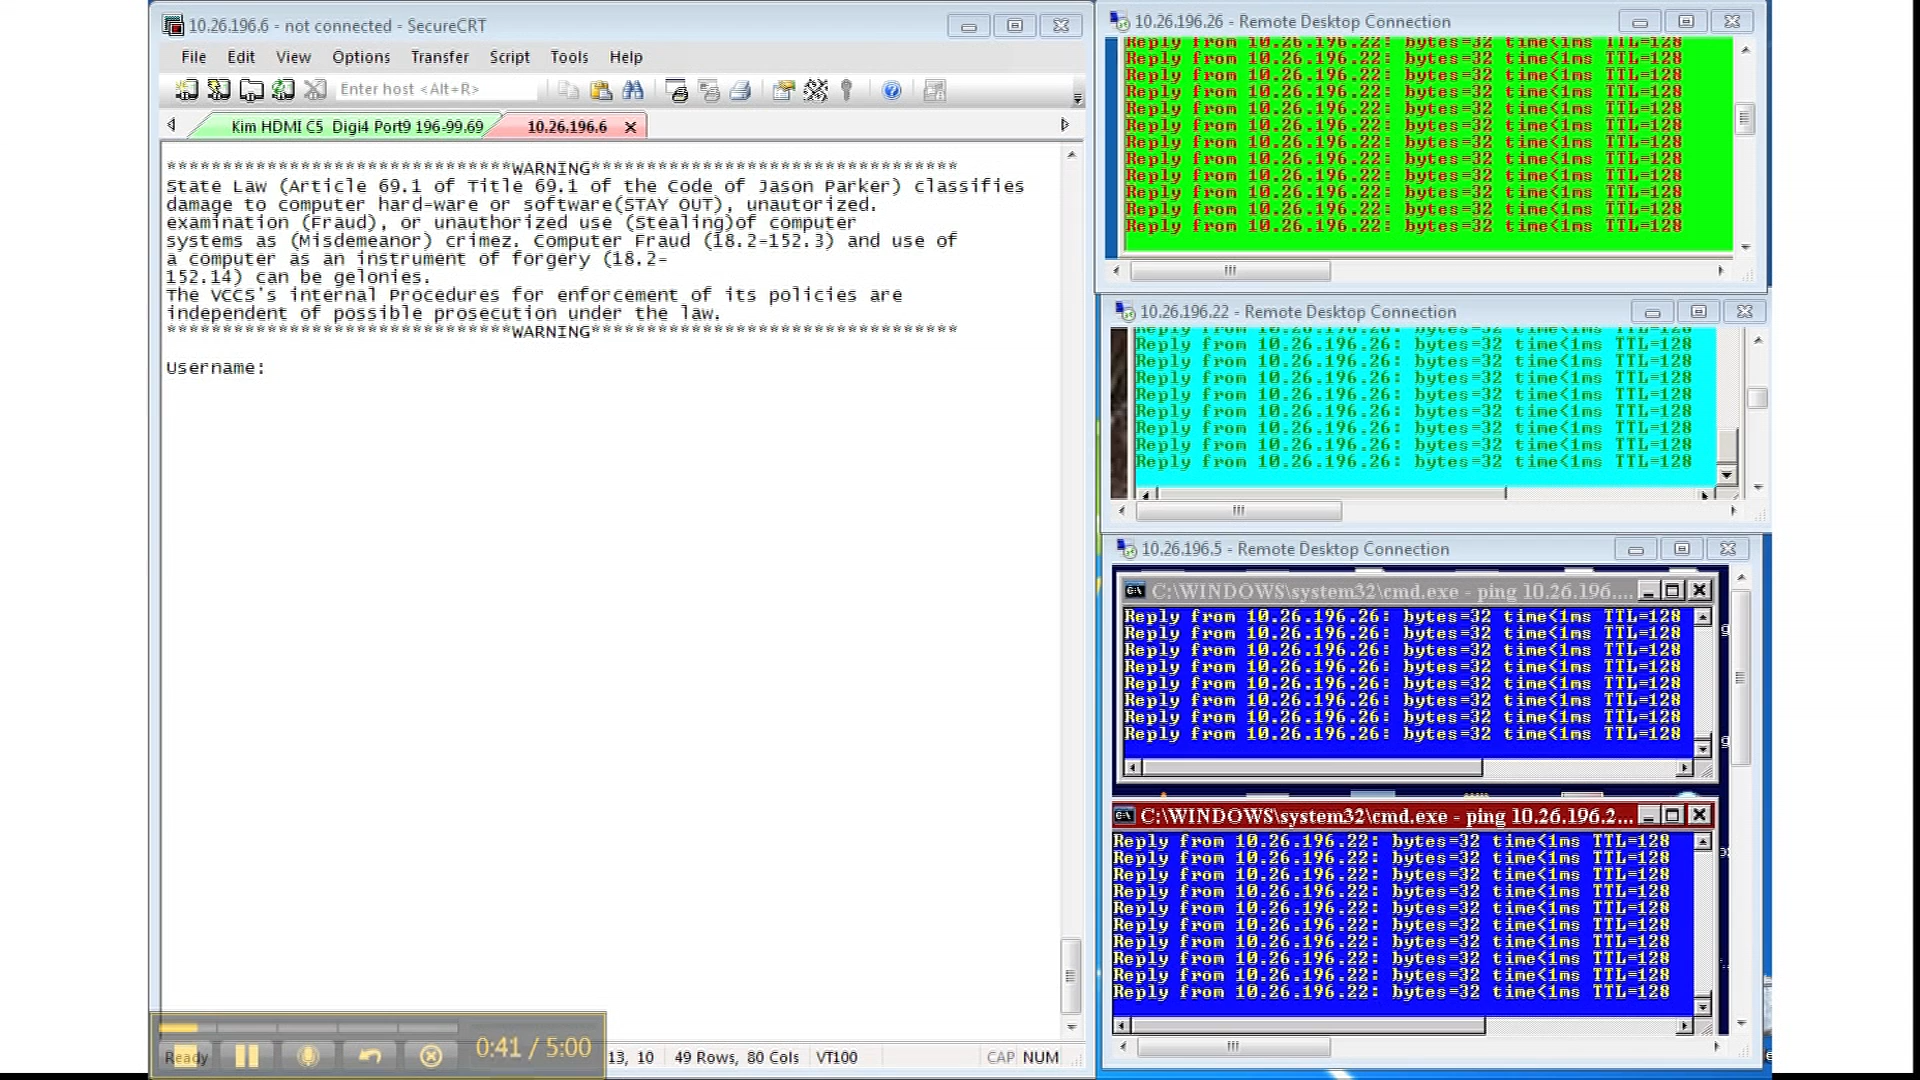 10.26.196.6 - not connected - SecureCRT
File Edit View Options Transfer Script Tools Help
Enter host <Alt+R>
Kim HDMI C5 Digi4 Port9 196-99.69
10.26.196.6
*******************************WARNING*********************************
State Law (Article 69.1 of Title 69.1 of the Code of Jason Parker) classifies
damage to computer hard-ware or software(STAY OUT), unautorized.
examination (Fraud), or unauthorized use (Stealing)of computer
systems as (Misdemeanor) crimez. Computer Fraud (18.2-152.3) and use of
a computer as an instrument of forgery (18.2-
152.14) can be gelonies.
The VCCS's internal Procedures for enforcement of its policies are
independent of possible prosecution under the law.
*******************************WARNING*********************************
Username:
Ready
0:41 / 5:00
13, 10 49 Rows, 80 Cols VT100
CAP NUM
10.26.196.26 - Remote Desktop Connection
Reply from 10.26.196.22: bytes=32 time<1ms TTL=128
Reply from 10.26.196.22: bytes=32 time<1ms TTL=128
Reply from 10.26.196.22: bytes=32 time<1ms TTL=128
Reply from 10.26.196.22: bytes=32 time<1ms TTL=128
Reply from 10.26.196.22: bytes=32 time<1ms TTL=128
Reply from 10.26.196.22: bytes=32 time<1ms TTL=128
Reply from 10.26.196.22: bytes=32 time<1ms TTL=128
Reply from 10.26.196.22: bytes=32 time<1ms TTL=128
Reply from 10.26.196.22: bytes=32 time<1ms TTL=128
Reply from 10.26.196.22: bytes=32 time<1ms TTL=128
Reply from 10.26.196.22: bytes=32 time<1ms TTL=128
Reply from 10.26.196.22: bytes=32 time<1ms TTL=128
10.26.196.22 - Remote Desktop Connection
Reply from 10.26.196.26: bytes=32 time<1ms TTL=128
Reply from 10.26.196.26: bytes=32 time<1ms TTL=128
Reply from 10.26.196.26: bytes=32 time<1ms TTL=128
Reply from 10.26.196.26: bytes=32 time<1ms TTL=128
Reply from 10.26.196.26: bytes=32 time<1ms TTL=128
Reply from 10.26.196.26: bytes=32 time<1ms TTL=128
Reply from 10.26.196.26: bytes=32 time<1ms TTL=128
Reply from 10.26.196.26: bytes=32 time<1ms TTL=128
Reply from 10.26.196.26: bytes=32 time<1ms TTL=128
10.26.196.5 - Remote Desktop Connection
C:\WINDOWS\system32\cmd.exe - ping 10.26.196....
Reply from 10.26.196.26: bytes=32 time<1ms TTL=128
Reply from 10.26.196.26: bytes=32 time<1ms TTL=128
Reply from 10.26.196.26: bytes=32 time<1ms TTL=128
Reply from 10.26.196.26: bytes=32 time<1ms TTL=128
Reply from 10.26.196.26: bytes=32 time<1ms TTL=128
Reply from 10.26.196.26: bytes=32 time<1ms TTL=128
Reply from 10.26.196.26: bytes=32 time<1ms TTL=128
Reply from 10.26.196.26: bytes=32 time<1ms TTL=128
C:\WINDOWS\system32\cmd.exe - ping 10.26.196.2...
Reply from 10.26.196.22: bytes=32 time<1ms TTL=128
Reply from 10.26.196.22: bytes=32 time<1ms TTL=128
Reply from 10.26.196.22: bytes=32 time<1ms TTL=128
Reply from 10.26.196.22: bytes=32 time<1ms TTL=128
Reply from 10.26.196.22: bytes=32 time<1ms TTL=128
Reply from 10.26.196.22: bytes=32 time<1ms TTL=128
Reply from 10.26.196.22: bytes=32 time<1ms TTL=128
Reply from 10.26.196.22: bytes=32 time<1ms TTL=128
Reply from 10.26.196.22: bytes=32 time<1ms TTL=128
Reply from 10.26.196.22: bytes=32 time<1ms TTL=128